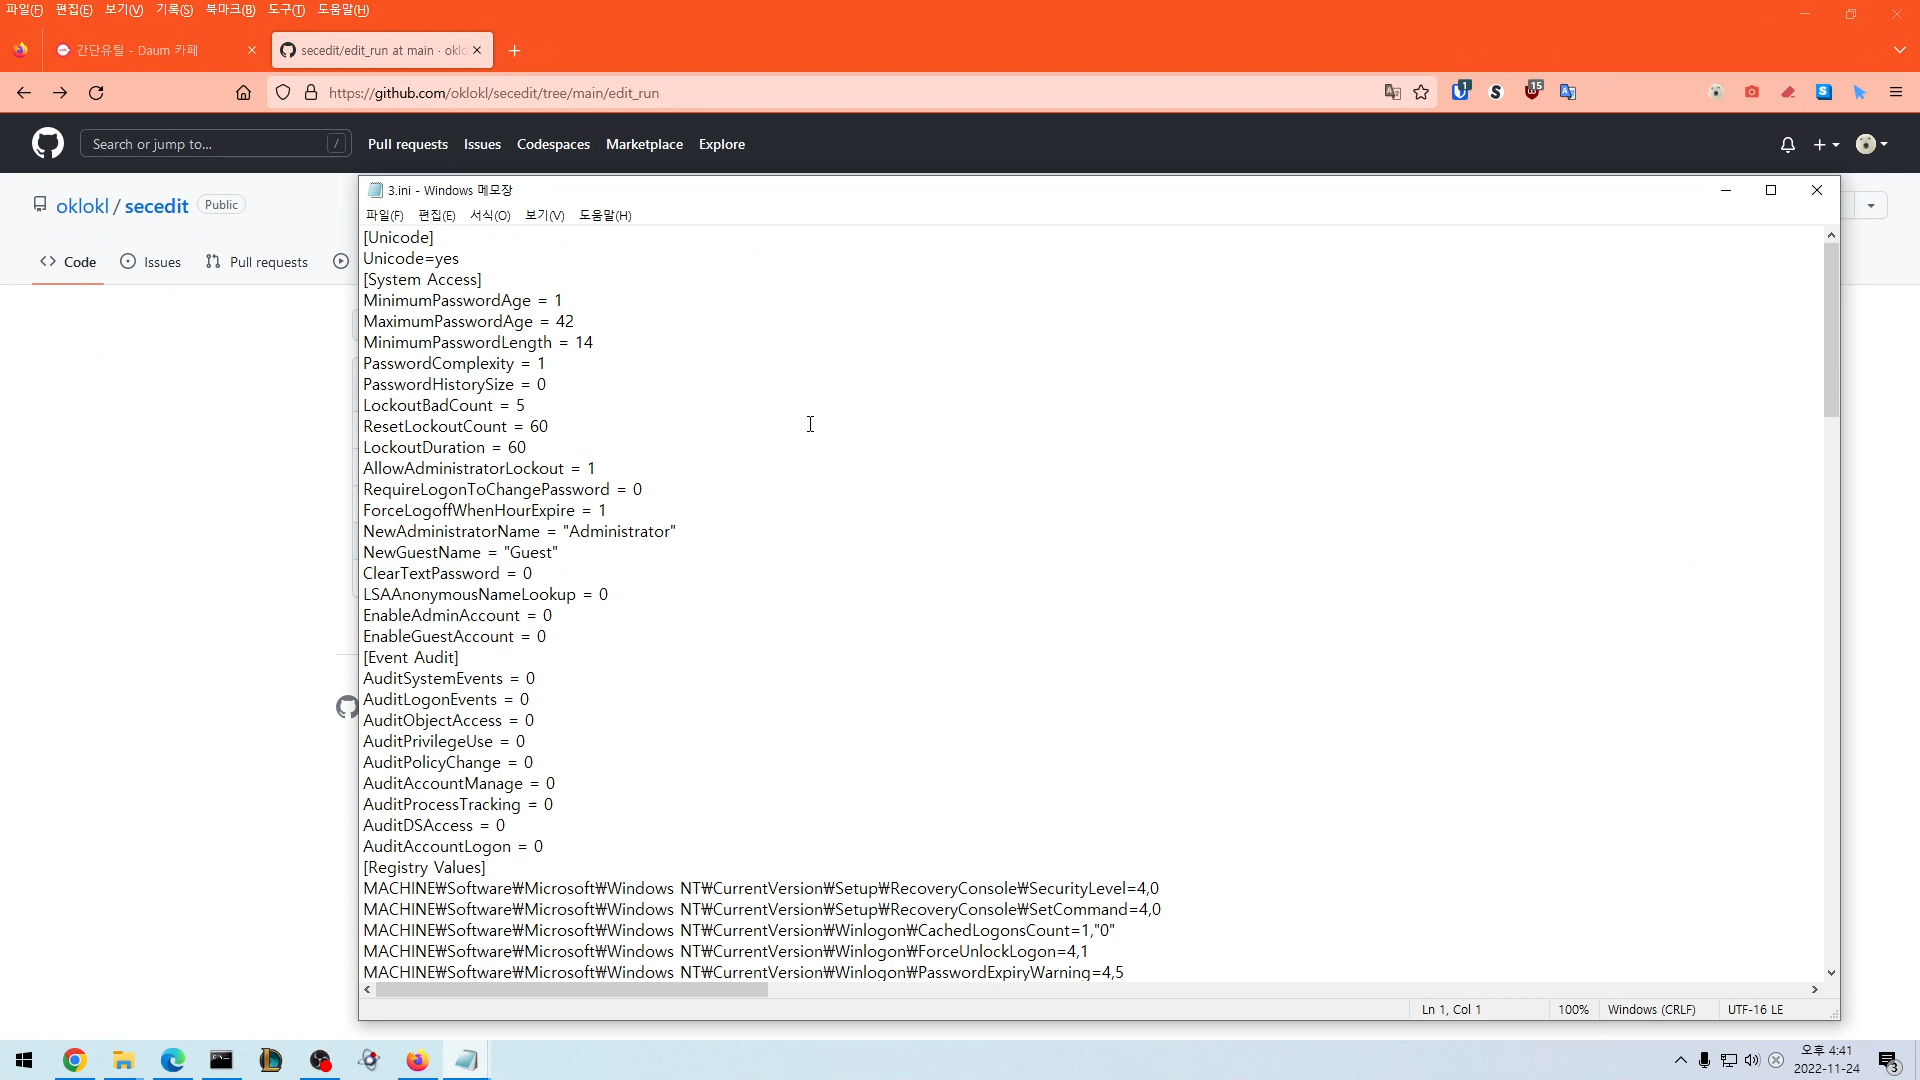 파일(F) 편집(E) 보기(V) 기록(S) 북마크(B) 도구(T) 도움말(H)
간단유틸 - Daum 카페
secedit/edit_run at main · oklo
https://github.com/oklokl/secedit/tree/main/edit_run
1
15
Search or jump to...
/
Pull requests Issues Codespaces Marketplace Explore
oklokl / secedit Public
Code Issues Pull requests
3.ini - Windows 메모장
파일(F) 편집(E) 서식(O) 보기(V) 도움말(H)
[Unicode]
Unicode=yes
[System Access]
MinimumPasswordAge = 1
MaximumPasswordAge = 42
MinimumPasswordLength = 14
PasswordComplexity = 1
PasswordHistorySize = 0
LockoutBadCount = 5
ResetLockoutCount = 60
LockoutDuration = 60
AllowAdministratorLockout = 1
RequireLogonToChangePassword = 0
ForceLogoffWhenHourExpire = 1
NewAdministratorName = "Administrator"
NewGuestName = "Guest"
ClearTextPassword = 0
LSAAnonymousNameLookup = 0
EnableAdminAccount = 0
EnableGuestAccount = 0
[Event Audit]
AuditSystemEvents = 0
AuditLogonEvents = 0
AuditObjectAccess = 0
AuditPrivilegeUse = 0
AuditPolicyChange = 0
AuditAccountManage = 0
AuditProcessTracking = 0
AuditDSAccess = 0
AuditAccountLogon = 0
[Registry Values]
MACHINE₩Software₩Microsoft₩Windows NT₩CurrentVersion₩Setup₩RecoveryConsole₩SecurityLevel=4,0
MACHINE₩Software₩Microsoft₩Windows NT₩CurrentVersion₩Setup₩RecoveryConsole₩SetCommand=4,0
MACHINE₩Software₩Microsoft₩Windows NT₩CurrentVersion₩Winlogon₩CachedLogonsCount=1,"0"
MACHINE₩Software₩Microsoft₩Windows NT₩CurrentVersion₩Winlogon₩ForceUnlockLogon=4,1
MACHINE₩Software₩Microsoft₩Windows NT₩CurrentVersion₩Winlogon₩PasswordExpiryWarning=4,5
Ln 1, Col 1 100% Windows (CRLF) UTF-16 LE
오후 4:41
2022-11-24
3